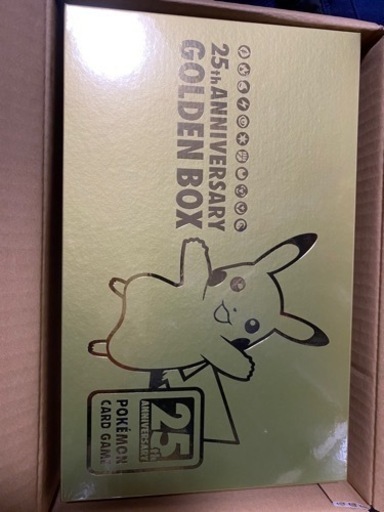 25th ANNIVERSARY
GOLDEN BOX
25th
ANNIVERSARY
POKÉMON
CARD GAME